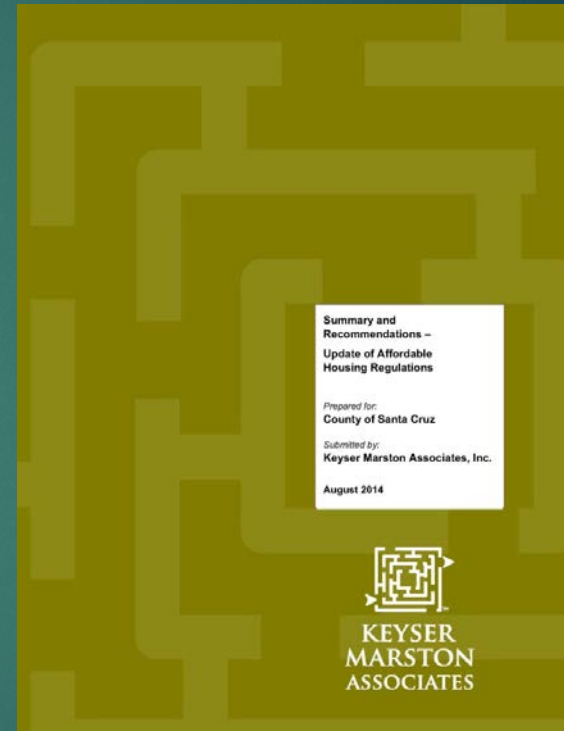 Summary and
Recommendations –
Update of Affordable
Housing Regulations
Prepared for:
County of Santa Cruz
Submitted by:
Keyser Marston Associates, Inc.
August 2014
KEYSER
MARSTON
ASSOCIATES